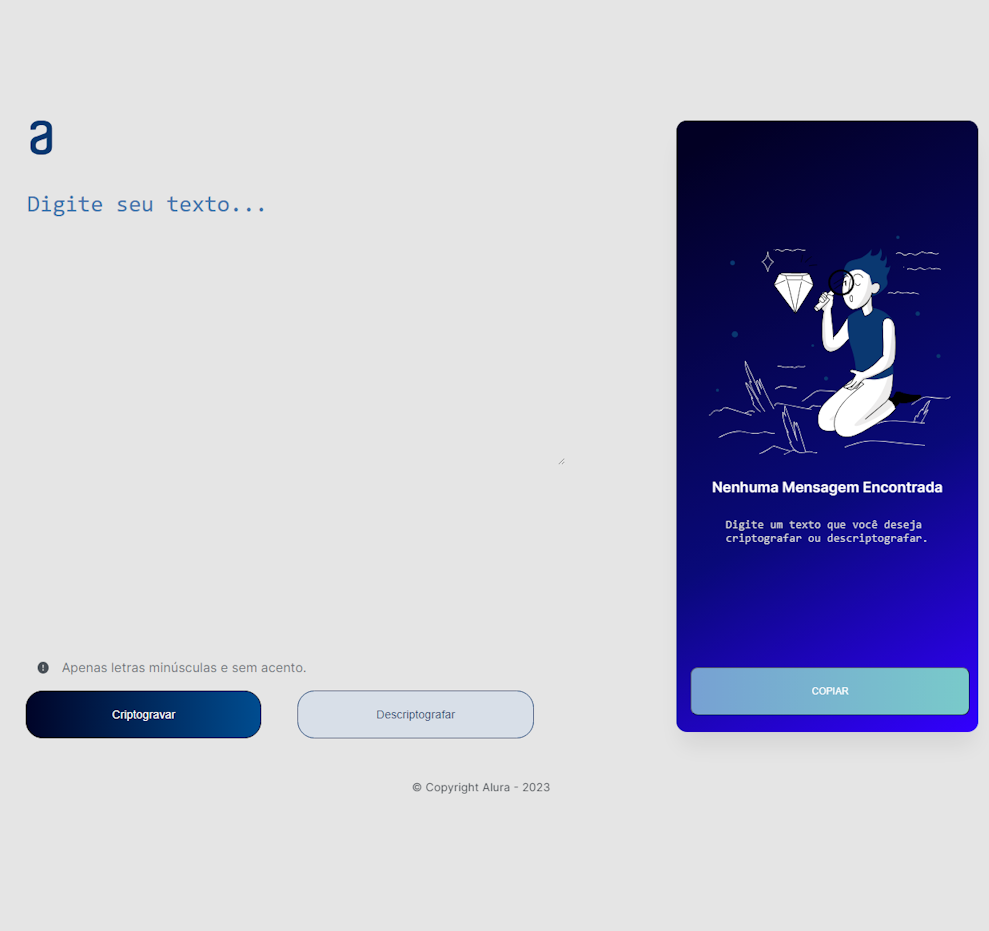 a
Digite seu texto...
Nenhuma Mensagem Encontrada
Digite um texto que você deseja
criptografar ou descriptografar.
Apenas letras minúsculas e sem acento.
Criptogravar
Descriptografar
COPIAR
© Copyright Alura - 2023